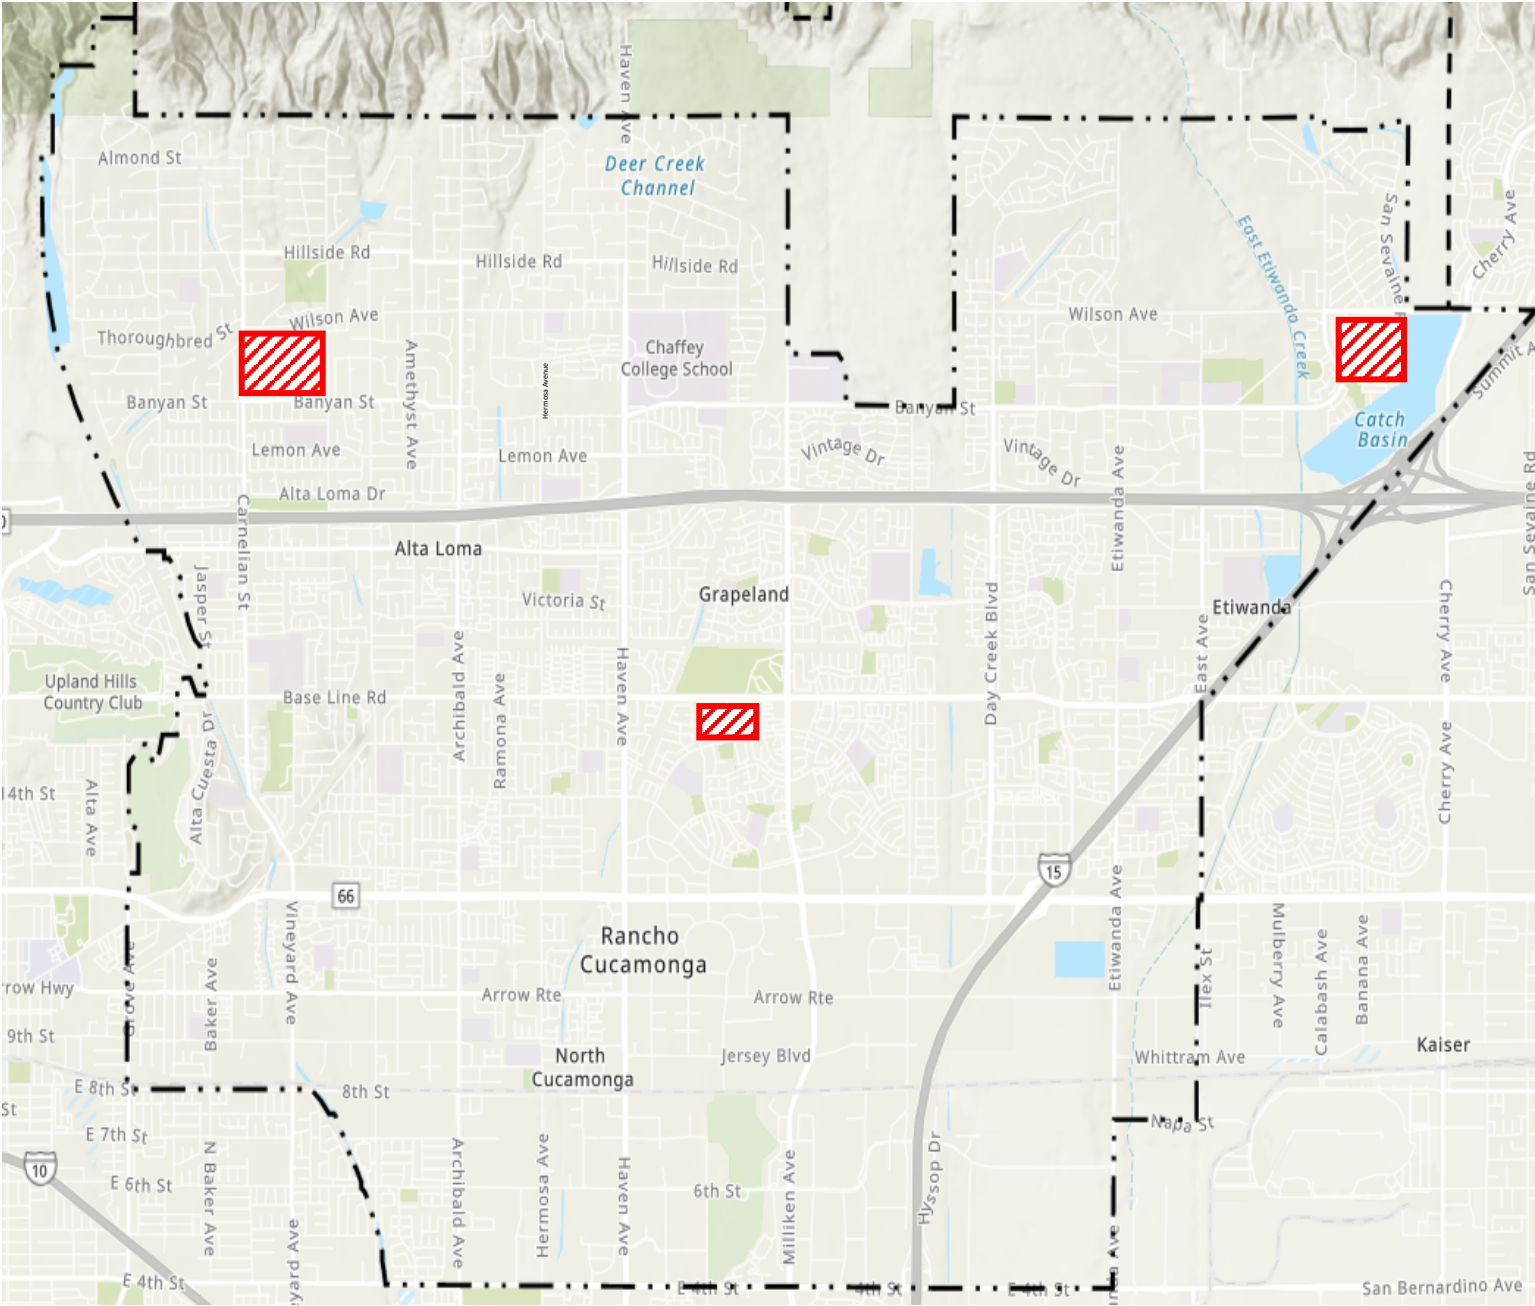 Haven Ave
Almond St
Deer Creek
Channel
San Sevaine R
Cherry Ave
East Etiwanda Creek
Hillside Rd
Hillside Rd
Hillside Rd
Wilson Ave
Wilson Ave
Thoroughbred St
Amethyst Ave
Hermosa Avenue
Chaffey
College School
Summit A
Banyan St
Banyan St
Banyan St
Catch
Basin
Lemon Ave
Lemon Ave
Vintage Dr
Vintage Dr
Etiwanda Ave
San Sevaine Rd
Alta Loma Dr
Carnelian St
0
Alta Loma
Jasper St
Victoria St
Grapeland
Day Creek Blvd
Etiwanda
Cherry Ave
East Ave
Upland Hills
Country Club
Base Line Rd
Archibald Ave
Ramona Ave
Haven Ave
Alta Cuesta Dr
14th St
Alta Ave
Cherry Ave
15
66
Vineyard Ave
Rancho
Cucamonga
Etiwanda Ave
Mulberry Ave
Calabash Ave
Banana Ave
Ilex St
Grove Ave
Baker Ave
rrow Hwy
Arrow Rte
Arrow Rte
9th St
North
Cucamonga
Jersey Blvd
Whittram Ave
Kaiser
E 8th St
8th St
St
E 7th St
Napa St
10
E 6th St
N Baker Ave
Archibald Ave
Hermosa Ave
Haven Ave
6th St
Milliken Ave
Hyssop Dr
yard Ave
nda Ave
E 4th St
E 4th St
4th St
E 4th St
San Bernardino Ave